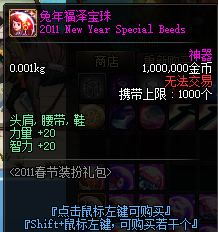 兔年福泽宝珠
2011 New Year Special Beeds
神器
0.001kg
1,000,000金币
无法交易
携带上限：1000个
头肩，腰带，鞋
力量 +20
智力 +20
<2011春节装扮礼包>
『点击鼠标左键可购买』
『Shift+鼠标左键，可购买若干个』